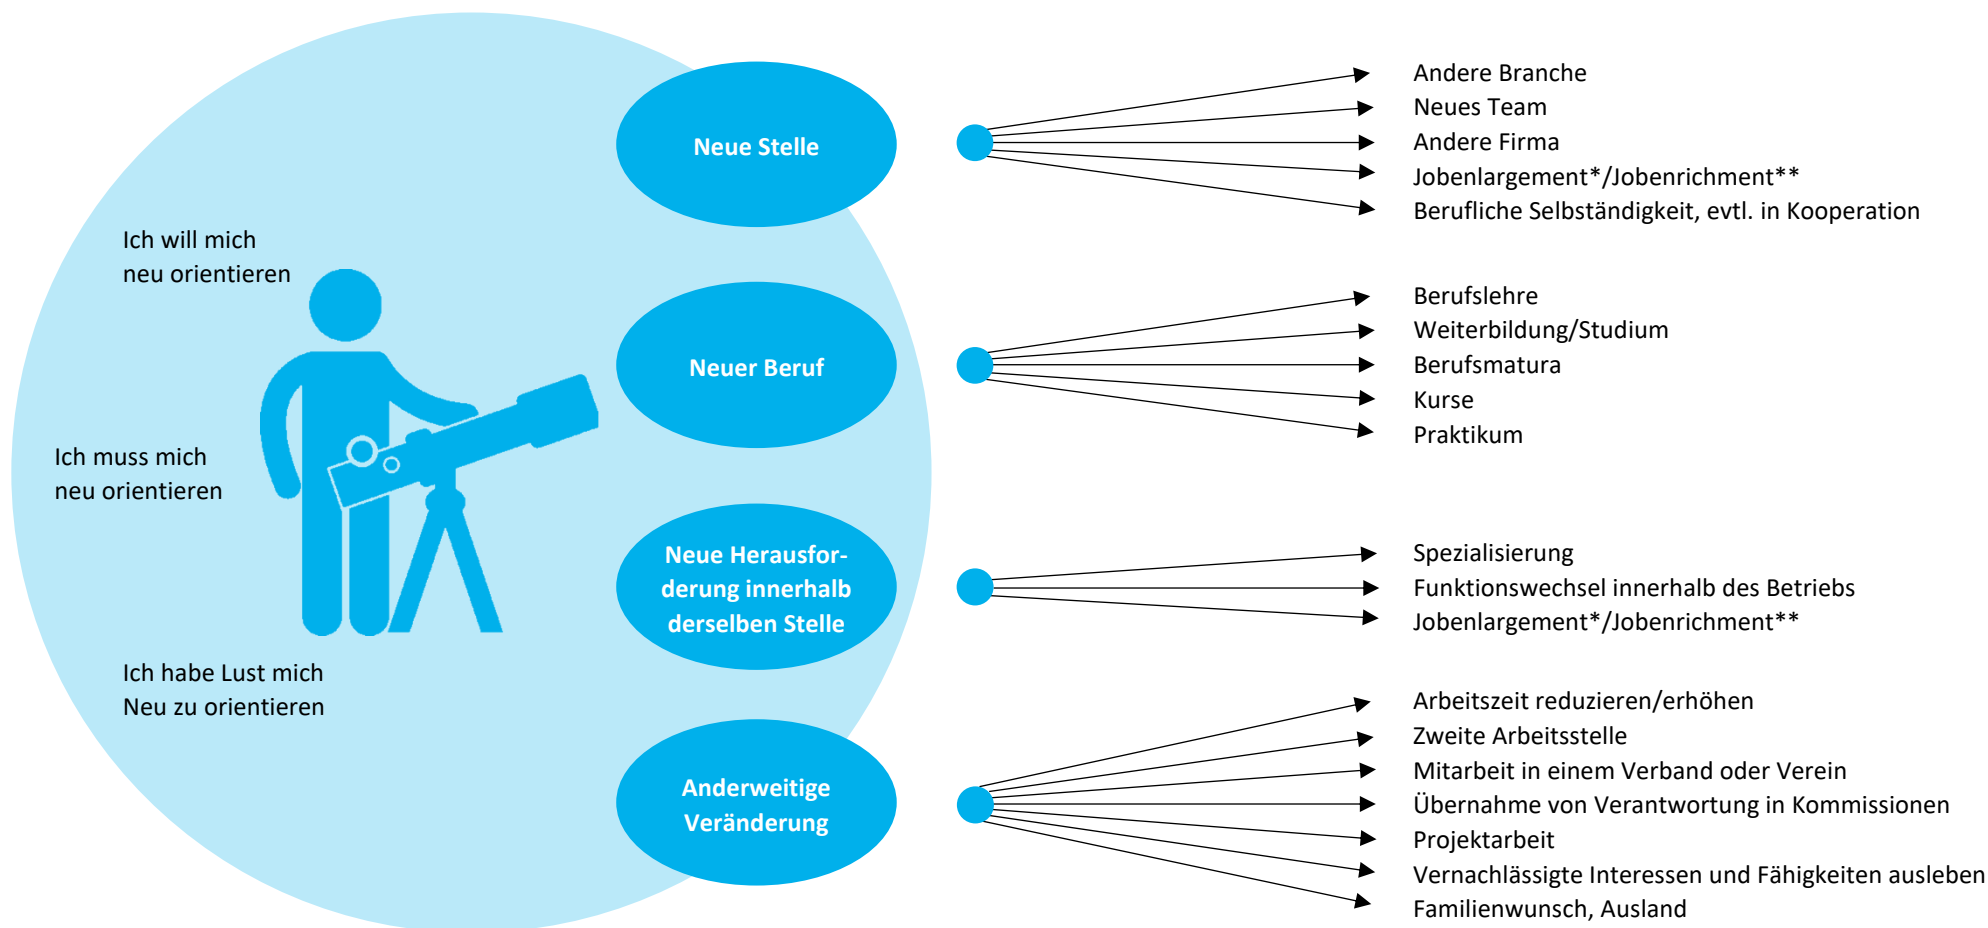 Ich will mich
neu orientieren
Ich muss mich
neu orientieren
Ich habe Lust mich
Neu zu orientieren
Neue Stelle
Andere Branche
Neues Team
Andere Firma
Jobenlargement*/Jobenrichment**
Berufliche Selbständigkeit, evtl. in Kooperation
Neuer Beruf
Berufslehre
Weiterbildung/Studium
Berufsmatura
Kurse
Praktikum
Neue Herausfor-
derung innerhalb
derselben Stelle
Spezialisierung
Funktionswechsel innerhalb des Betriebs
Jobenlargement*/Jobenrichment**
Anderweitige
Veränderung
Arbeitszeit reduzieren/erhöhen
Zweite Arbeitsstelle
Mitarbeit in einem Verband oder Verein
Übernahme von Verantwortung in Kommissionen
Projektarbeit
Vernachlässigte Interessen und Fähigkeiten ausleben
Familienwunsch, Ausland